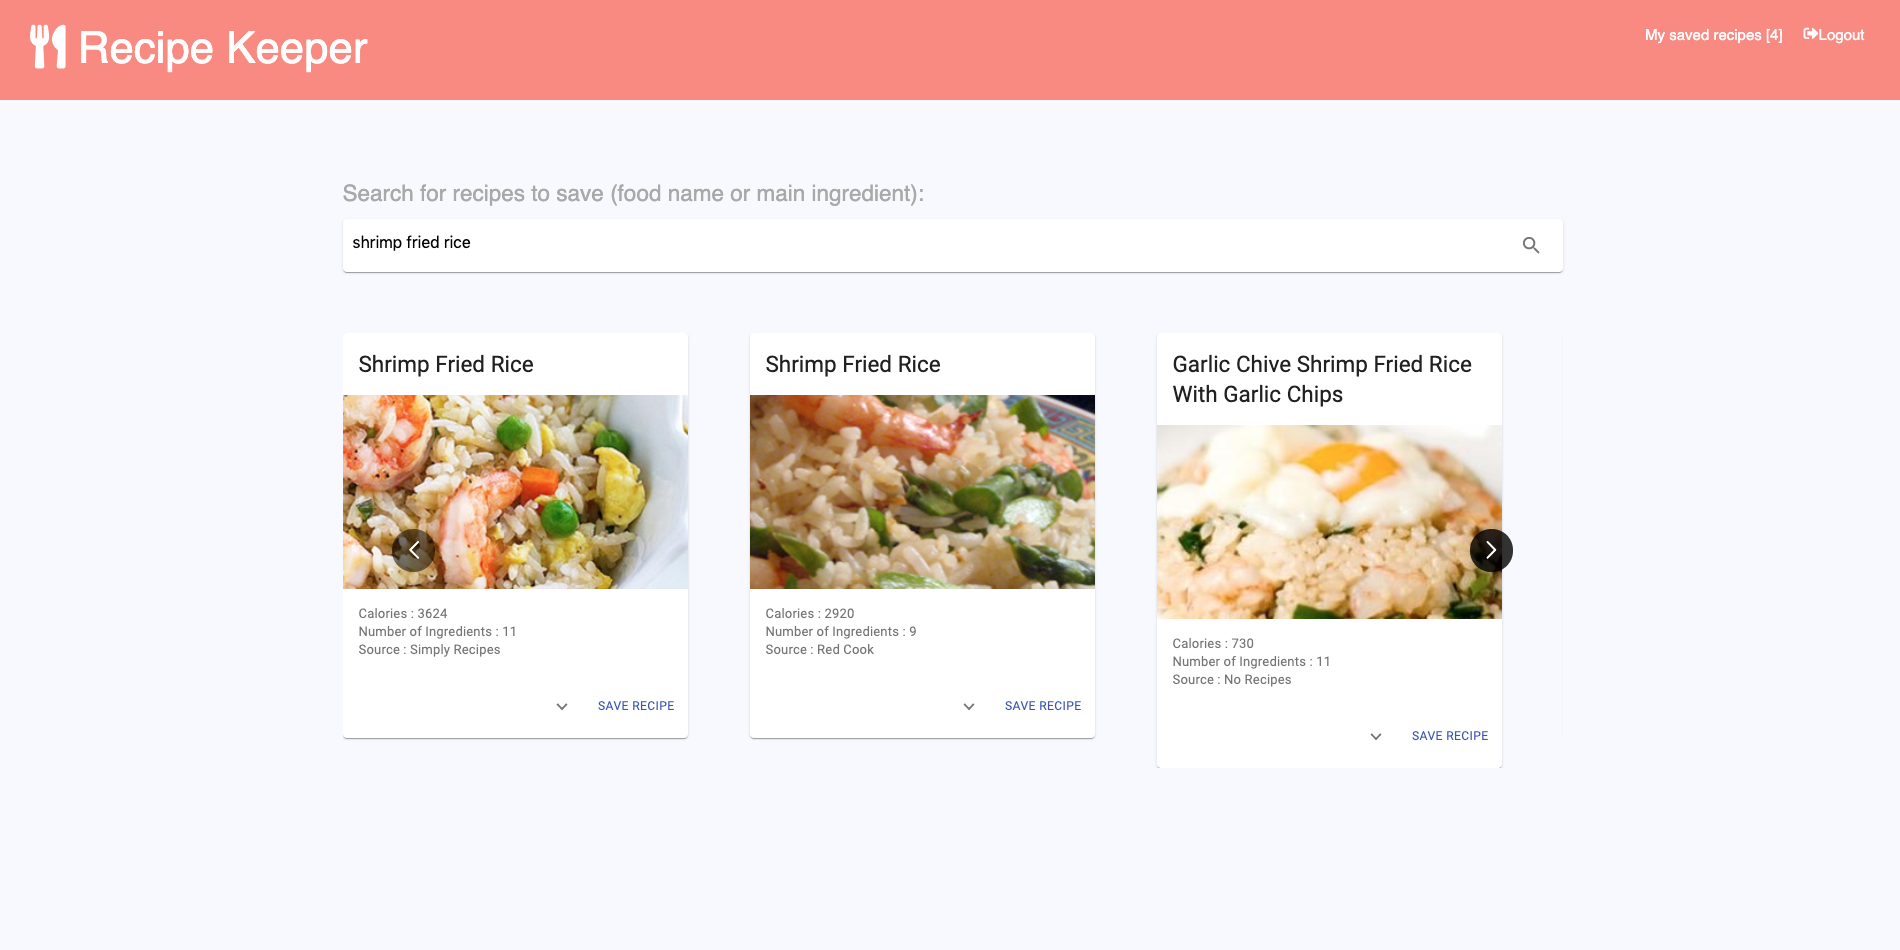 Recipe Keeper
My saved recipes [4]
Logout
Search for recipes to save (food name or main ingredient):
shrimp fried rice
Shrimp Fried Rice
Calories : 3624
Number of Ingredients : 11
Source : Simply Recipes
SAVE RECIPE
Shrimp Fried Rice
Calories : 2920
Number of Ingredients : 9
Source : Red Cook
SAVE RECIPE
Garlic Chive Shrimp Fried Rice
With Garlic Chips
Calories : 730
Number of Ingredients : 11
Source : No Recipes
SAVE RECIPE